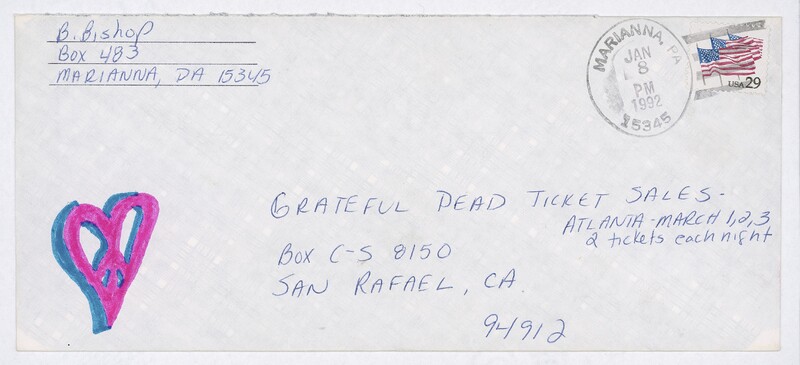 B. Bishop
Box 483
MARIANNA, PA 15345
MARIANNA, PA
JAN
8
PM
1992
15345
USA 29
GRATEFUL DEAD TICKET SALES-
ATLANTA-MARCH 1,2,3
2 tickets each night
Box C-S 8150
SAN RAFAEL, CA.
94912